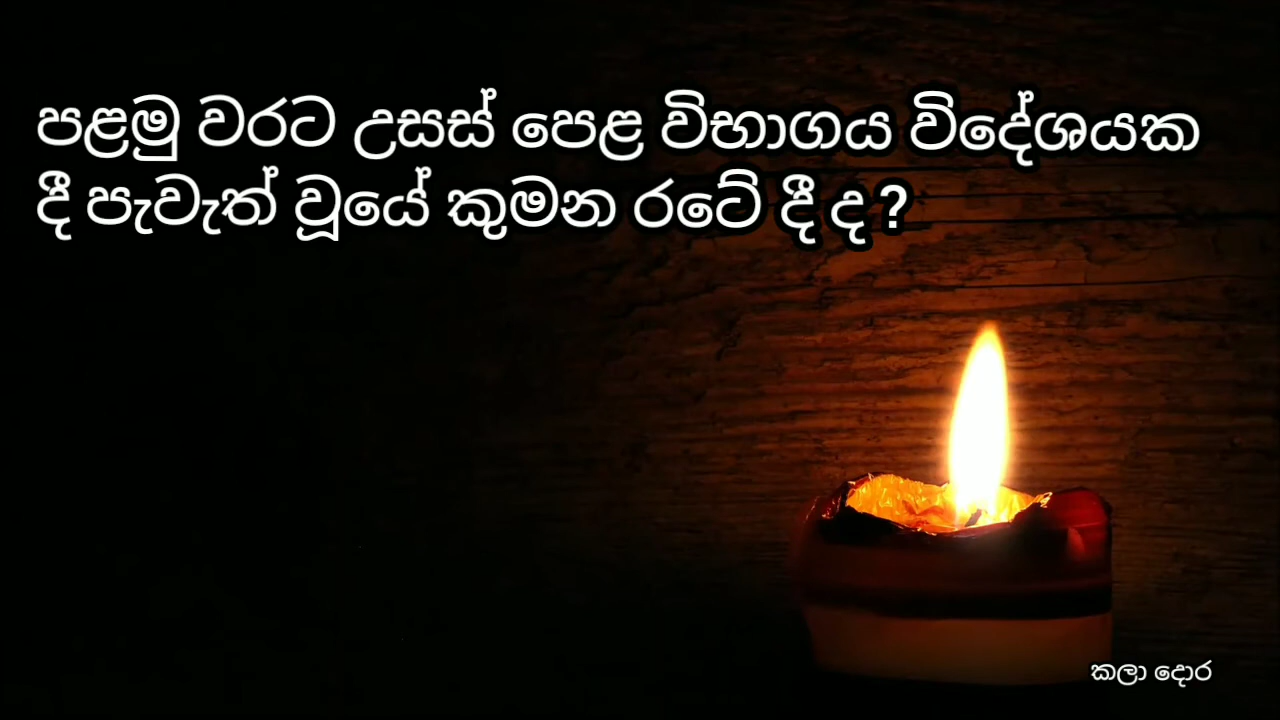 පළමු වරට උසස් පෙළ විභාගය විදේශයක
දී පැවැත් වූයේ කුමන රටේ දී ද ?
කලා දොර